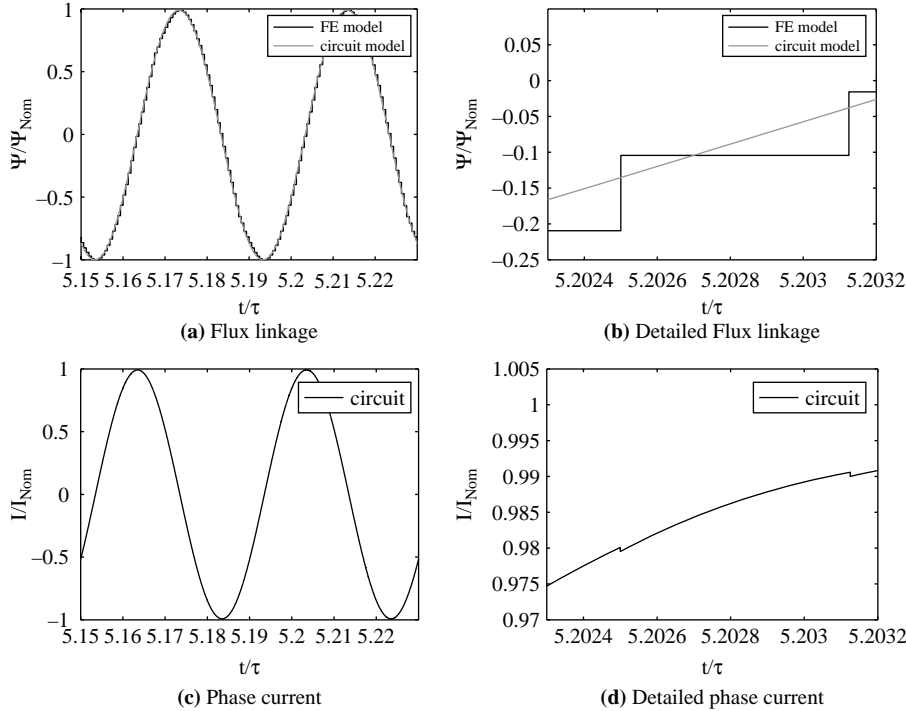 1
0.5
0
−0.5
−1
Ψ/Ψ_Nom
FE model
circuit model
5.15 5.16 5.17 5.18 5.19 5.2 5.21 5.22
t/τ
(a) Flux linkage
0.05
0
−0.05
−0.1
−0.15
−0.2
−0.25
Ψ/Ψ_Nom
FE model
circuit model
5.2024 5.2026 5.2028 5.203 5.2032
t/τ
(b) Detailed Flux linkage
1
0.5
0
−0.5
−1
I/I_Nom
circuit
5.15 5.16 5.17 5.18 5.19 5.2 5.21 5.22
t/τ
(c) Phase current
1.005
1
0.995
0.99
0.985
0.98
0.975
0.97
I/I_Nom
circuit
5.2024 5.2026 5.2028 5.203 5.2032
t/τ
(d) Detailed phase current